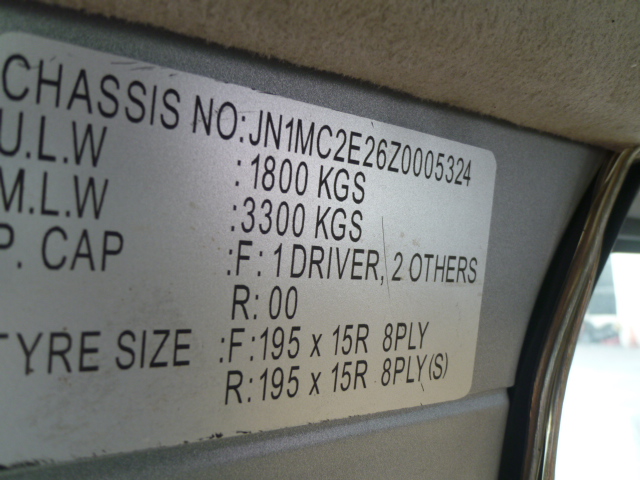 CHASSIS NO: JN1MC2E26Z0005324
U.L.W : 1800 KGS
M.L.W : 3300 KGS
P. CAP : F: 1 DRIVER, 2 OTHERS
R: 00
TYRE SIZE : F: 195 x 15R 8PLY
R: 195 x 15R 8PLY(S)